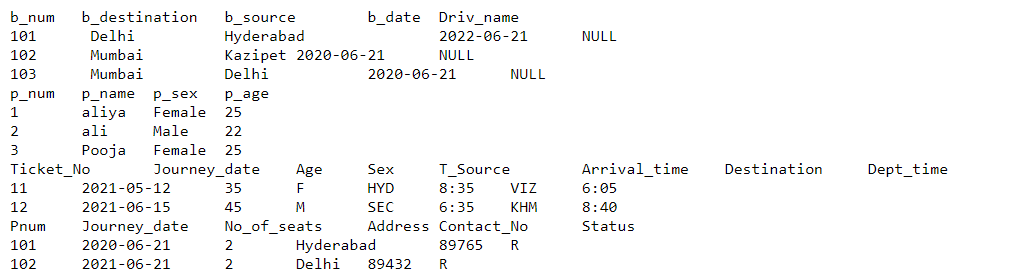 b_num b_destination b_source b_date Driv_name
101 Delhi Hyderabad 2022-06-21 NULL
102 Mumbai Kazipet 2020-06-21 NULL
103 Mumbai Delhi 2020-06-21 NULL
p_num p_name p_sex p_age
1 aliya Female 25
2 ali Male 22
3 Pooja Female 25
Ticket_No Journey_date Age Sex T_Source Arrival_time Destination Dept_time
11 2021-05-12 35 F HYD 8:35 VIZ 6:05
12 2021-06-15 45 M SEC 6:35 KHM 8:40
Pnum Journey_date No_of_seats Address Contact_No Status
101 2020-06-21 2 Hyderabad 89765 R
102 2021-06-21 2 Delhi 89432 R